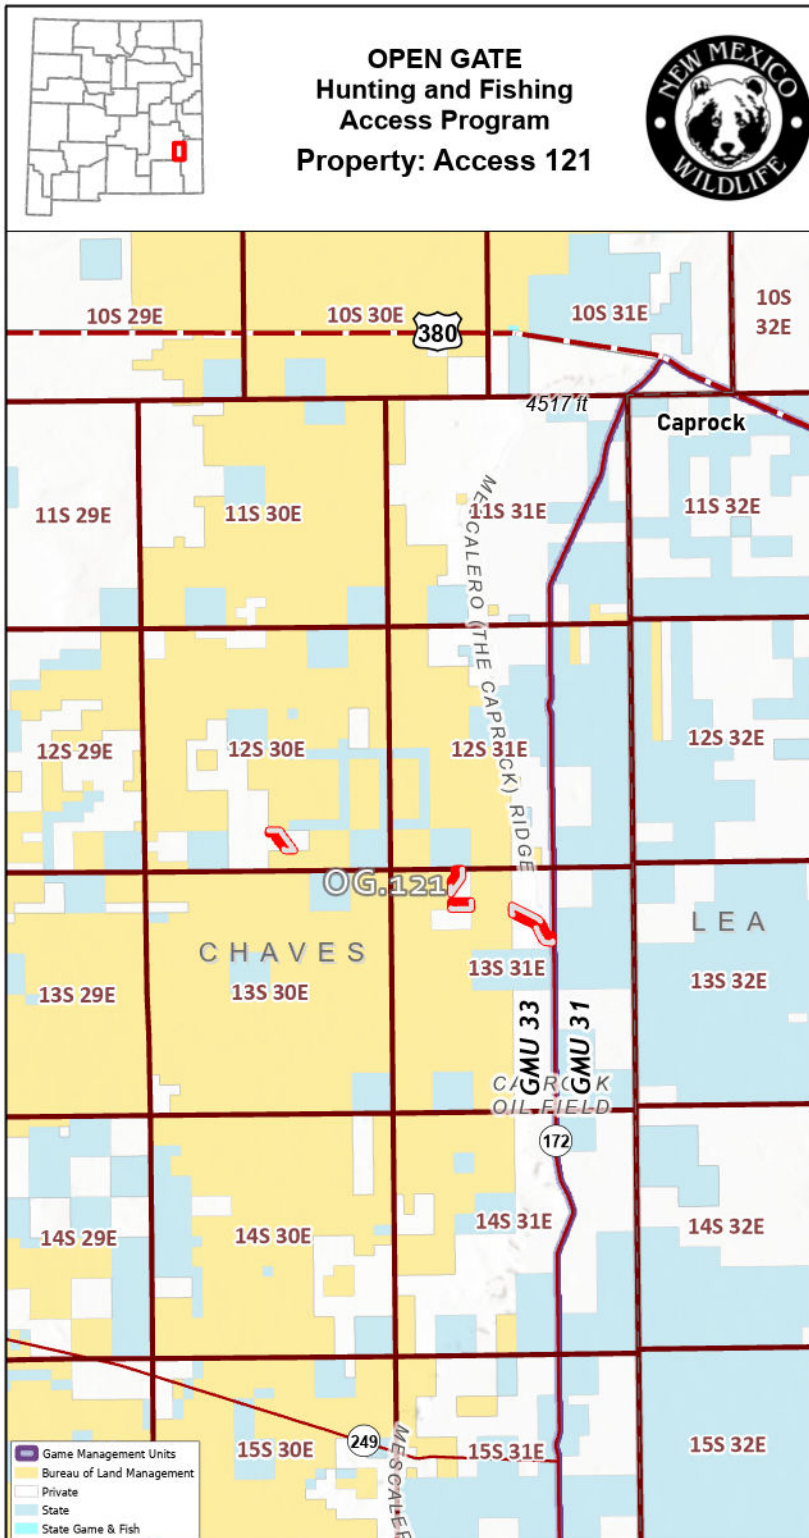 OPEN GATE
Hunting and Fishing
Access Program
Property: Access 121
NEW MEXICO
WILDLIFE
10S 29E
10S 30E
10S 31E
10S
32E
380
4517 ft
Caprock
11S 29E
11S 30E
11S 31E
11S 32E
MESCALERO (THE CAPROCK) RIDGE
12S 29E
12S 30E
12S 31E
12S 32E
OG.121
CHAVES
LEA
13S 29E
13S 30E
13S 31E
13S 32E
GMU 33
GMU 31
OIL FIELD
172
14S 29E
14S 30E
14S 31E
14S 32E
249
15S 30E
15S 31E
15S 32E
Game Management Units
Bureau of Land Management
Private
State
State Game & Fish